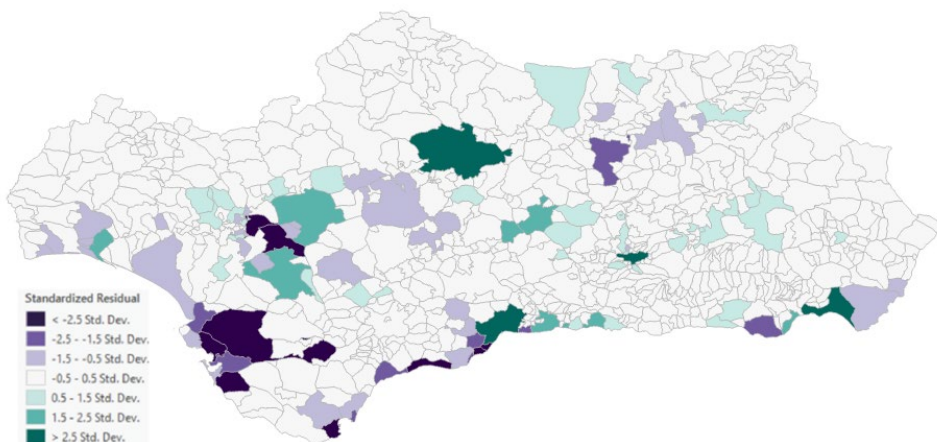 Standardized Residual
< -2.5 Std. Dev.
-2.5 - -1.5 Std. Dev.
-1.5 - -0.5 Std. Dev.
-0.5 - 0.5 Std. Dev.
0.5 - 1.5 Std. Dev.
1.5 - 2.5 Std. Dev.
> 2.5 Std. Dev.